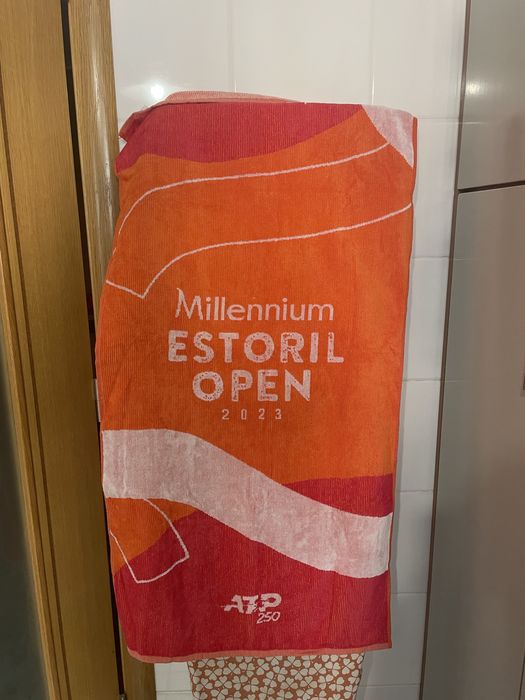 Millennium
ESTORIL
OPEN
2023
ATP
250